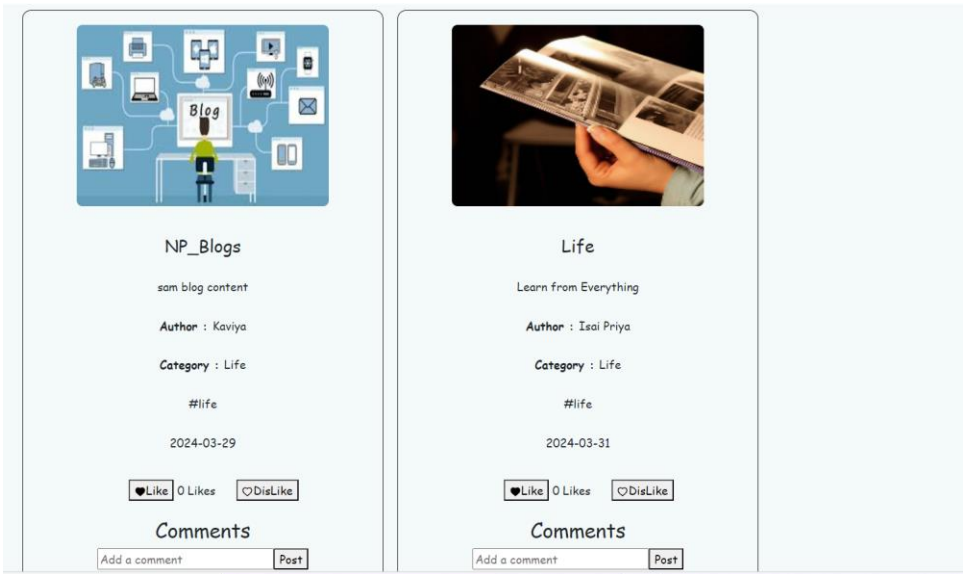 Blog
NP_Blogs
sam blog content
Author : Kaviya
Category : Life
#life
2024-03-29
Like 0 Likes DisLike
Comments
Add a comment Post
Life
Learn from Everything
Author : Isai Priya
Category : Life
#life
2024-03-31
Like 0 Likes DisLike
Comments
Add a comment Post